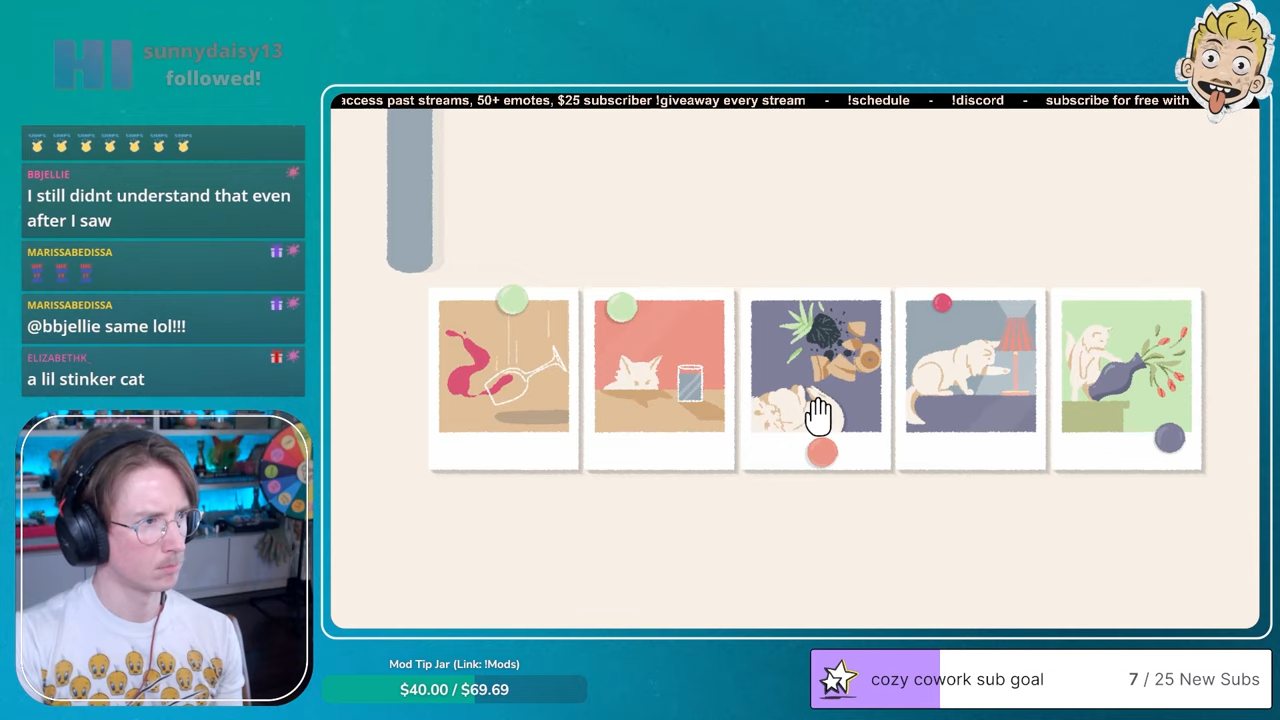 HI
sunnydaisy13
followed!
access past streams, 50+ emotes, $25 subscriber !giveaway every stream - !schedule - !discord - subscribe for free with
BBJELLIE
I still didnt understand that even
after I saw
MARISSABEDISSA
MARISSABEDISSA
@bbjellie same lol!!!
ELIZABETHK_
a lil stinker cat
Mod Tip Jar (Link: !Mods)
$40.00 / $69.69
cozy cowork sub goal 7 / 25 New Subs